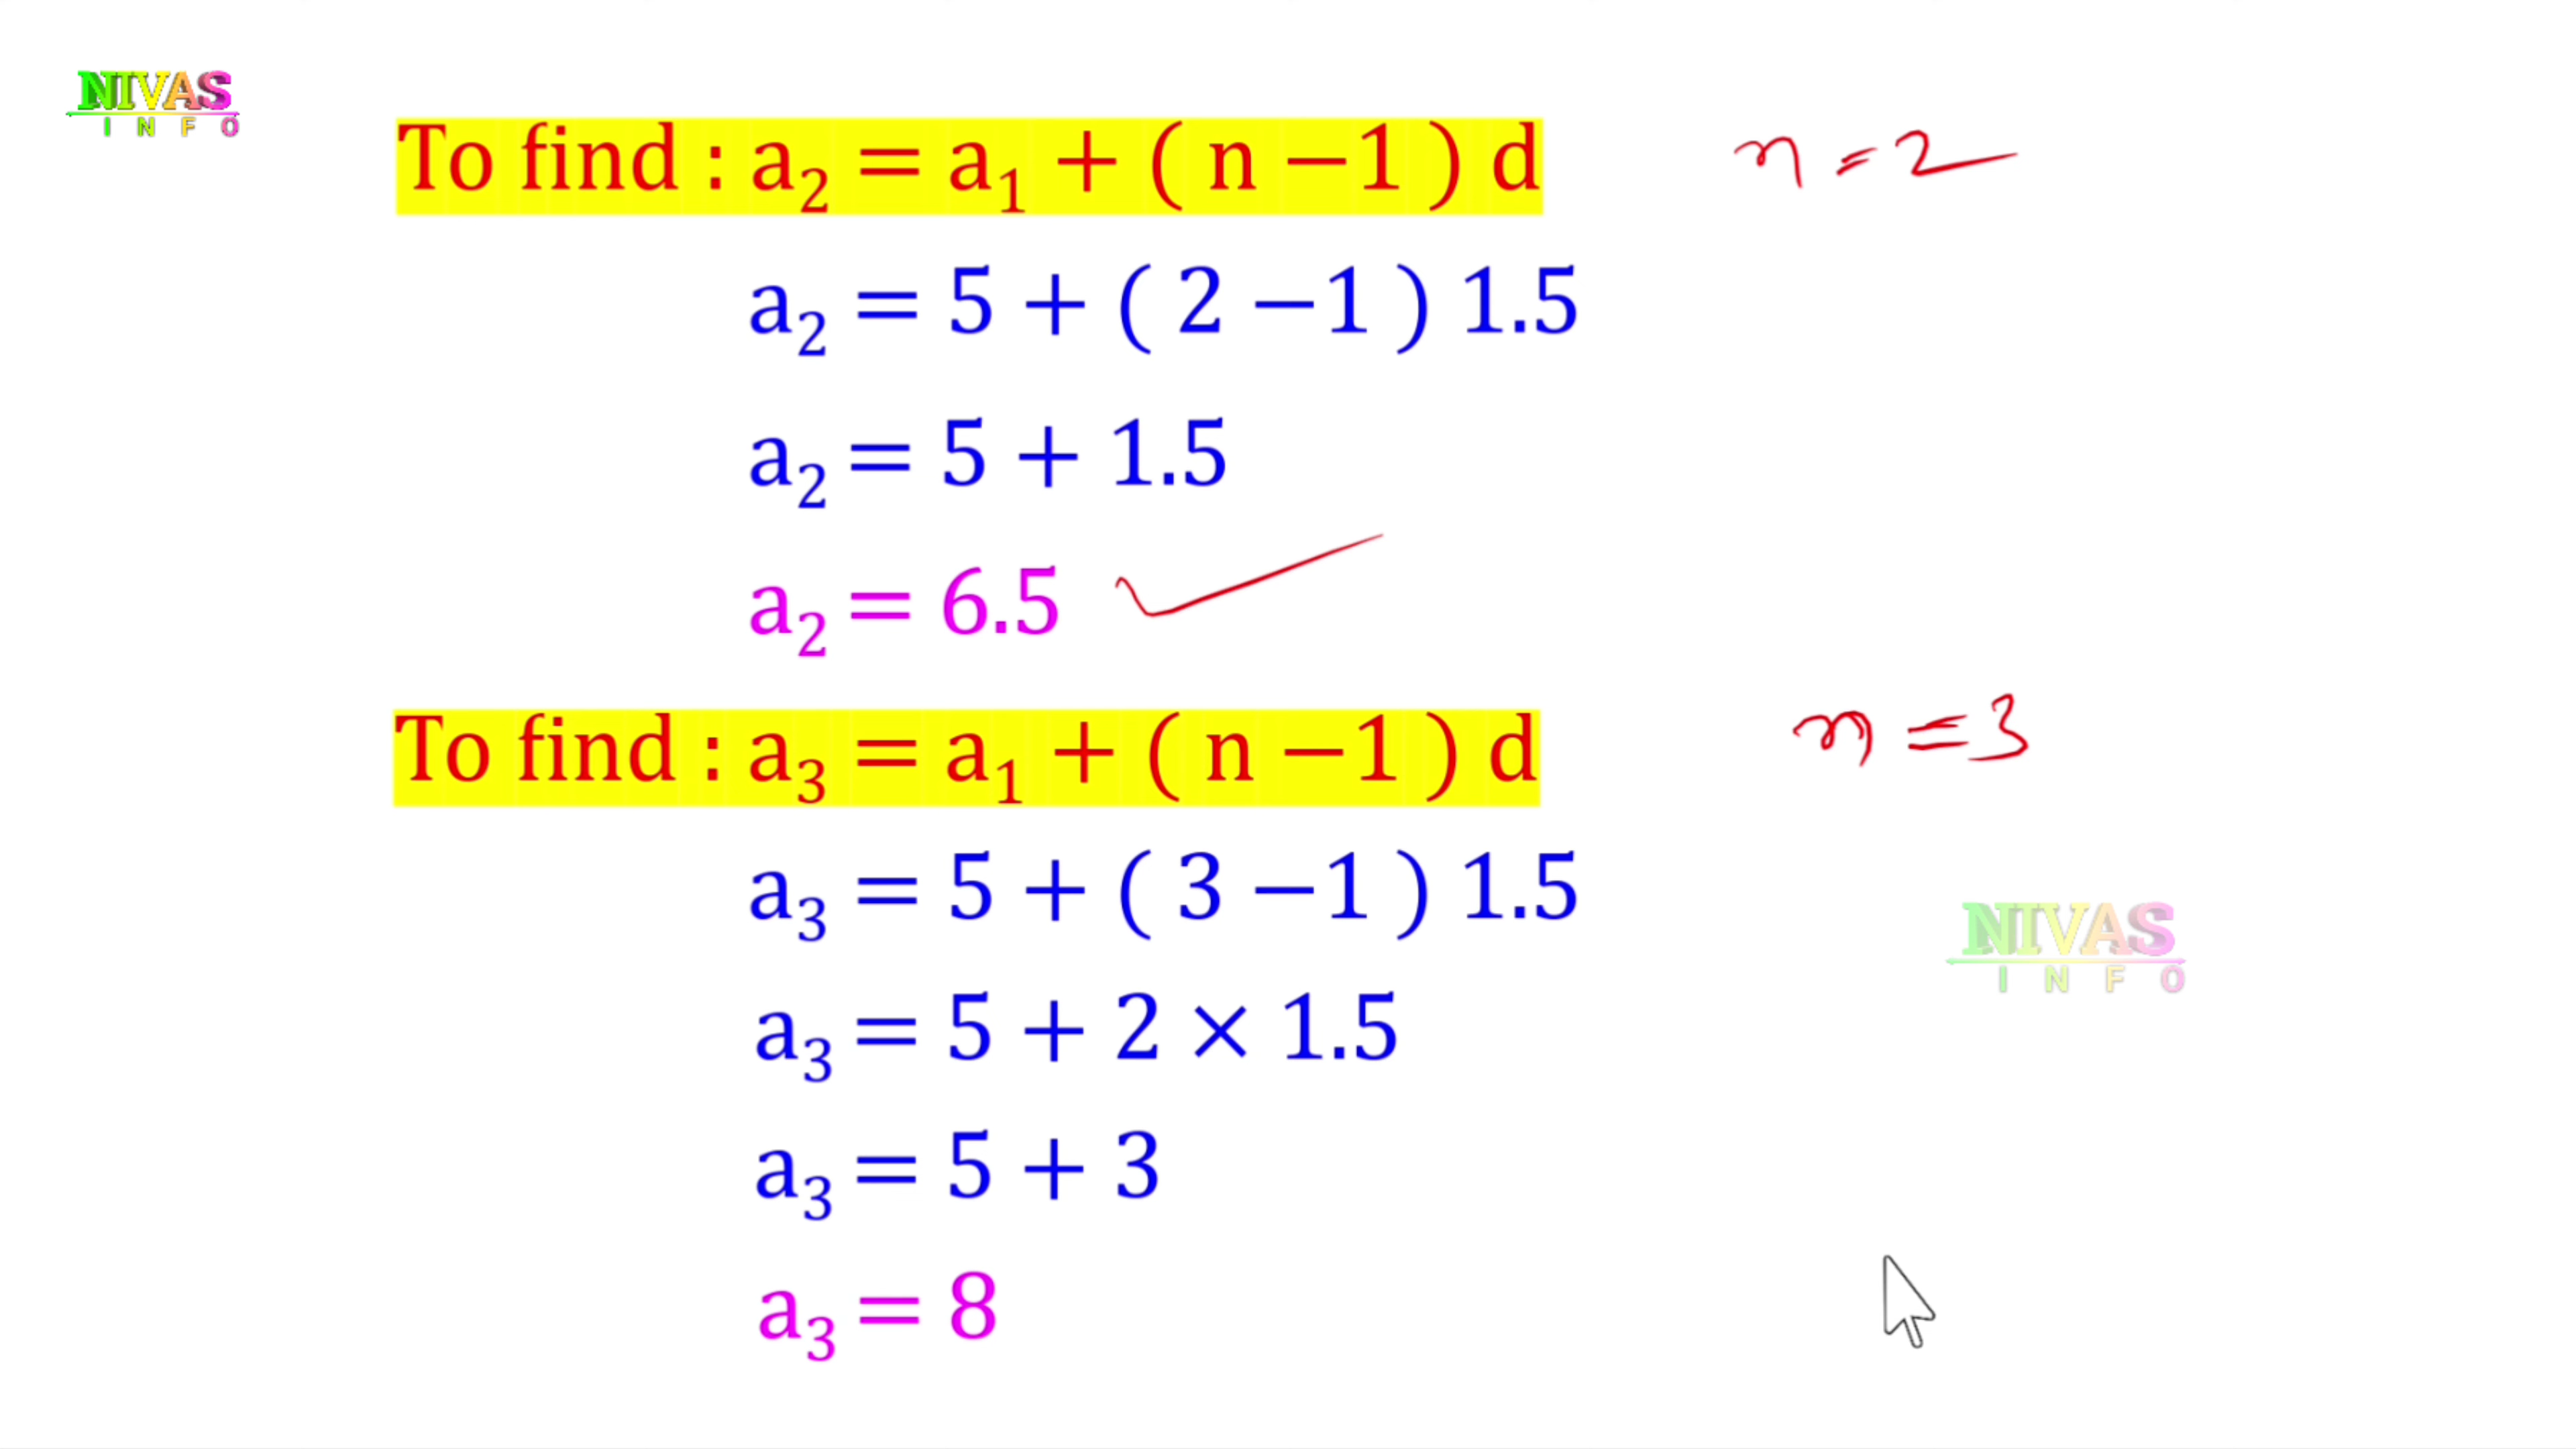 NIVAS
INFO
To find : a₂ = a₁ + ( n −1 ) d
n = 2
a₂ = 5 + ( 2 −1 ) 1.5
a₂ = 5 + 1.5
a₂ = 6.5 ✓
To find : a₃ = a₁ + ( n −1 ) d
n = 3
a₃ = 5 + ( 3 −1 ) 1.5
NIVAS
INFO
a₃ = 5 + 2 × 1.5
a₃ = 5 + 3
a₃ = 8